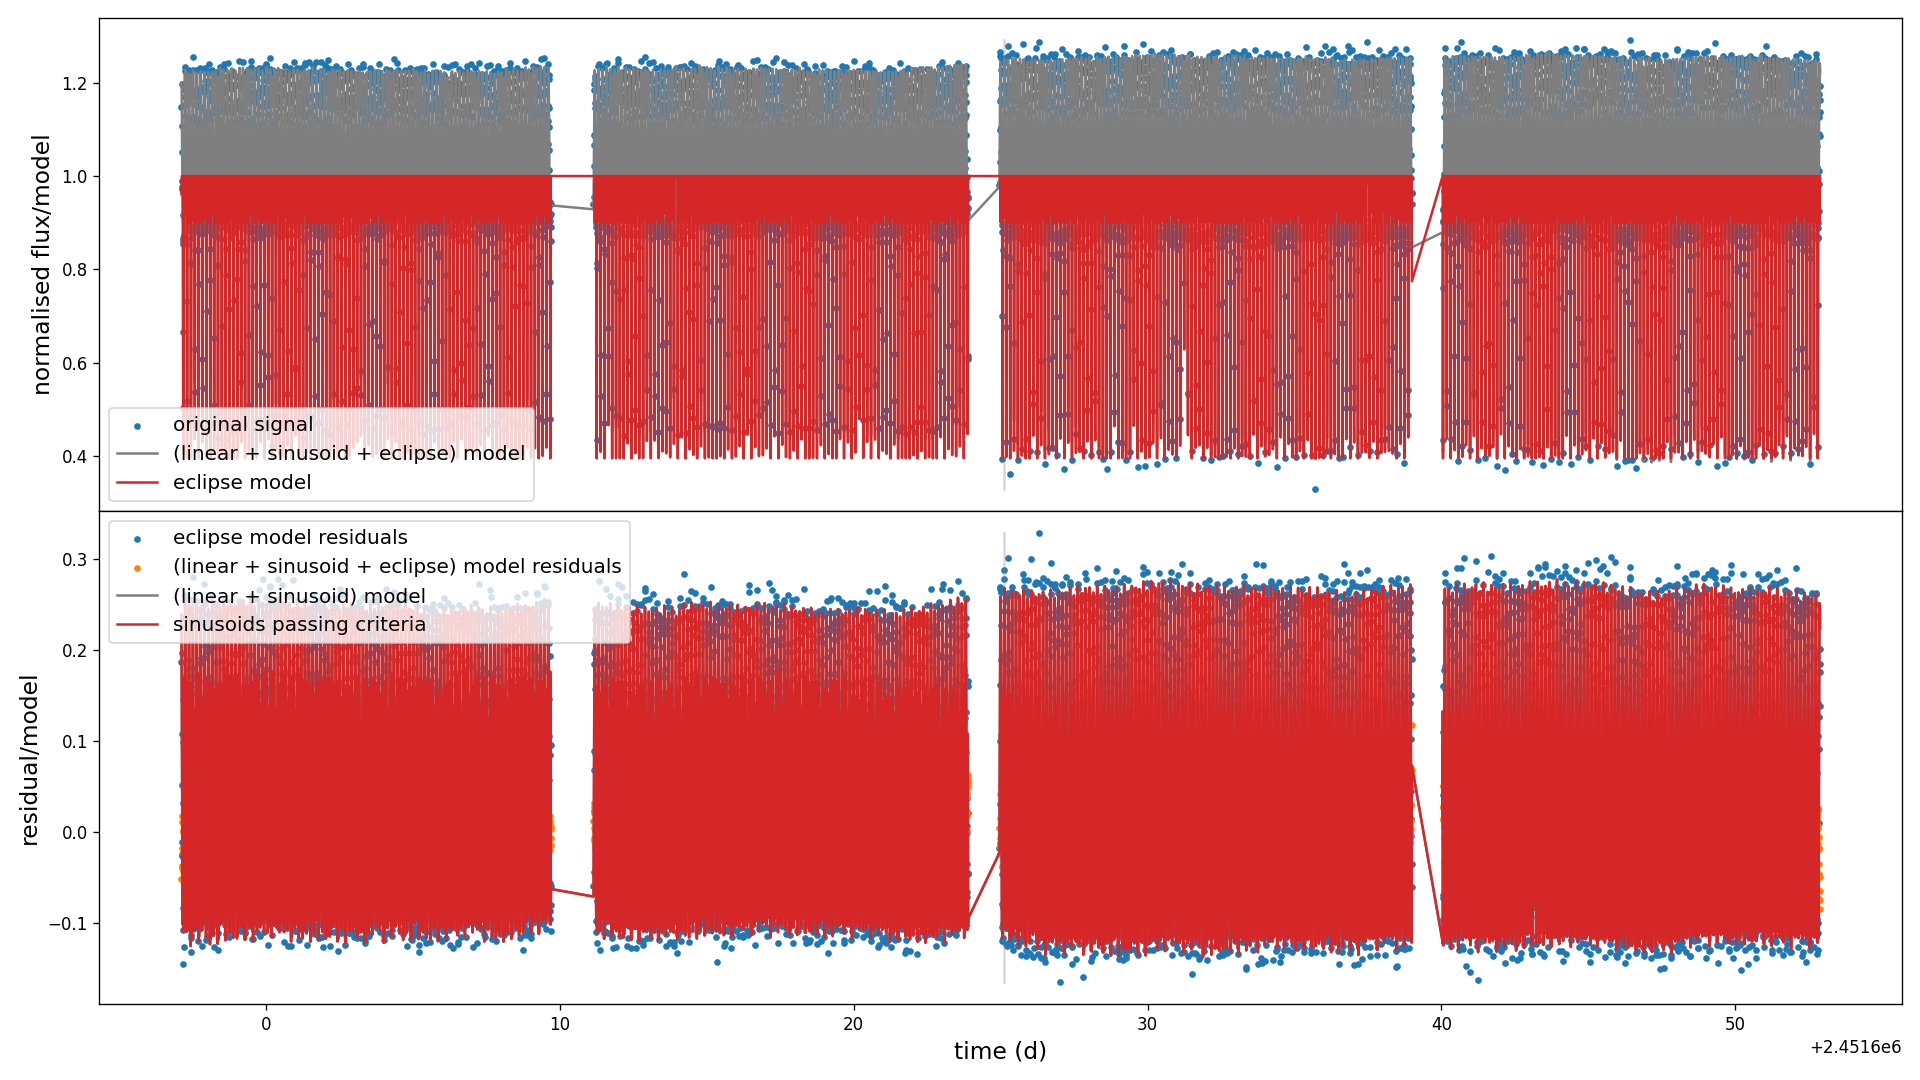 normalised flux/model
1.2
1.0
0.8
0.6
0.4
original signal
(linear + sinusoid + eclipse) model
eclipse model
residual/model
0.3
0.2
0.1
0.0
−0.1
eclipse model residuals
(linear + sinusoid + eclipse) model residuals
(linear + sinusoid) model
sinusoids passing criteria
0 10 20 30 40 50
time (d)
+2.4516e6